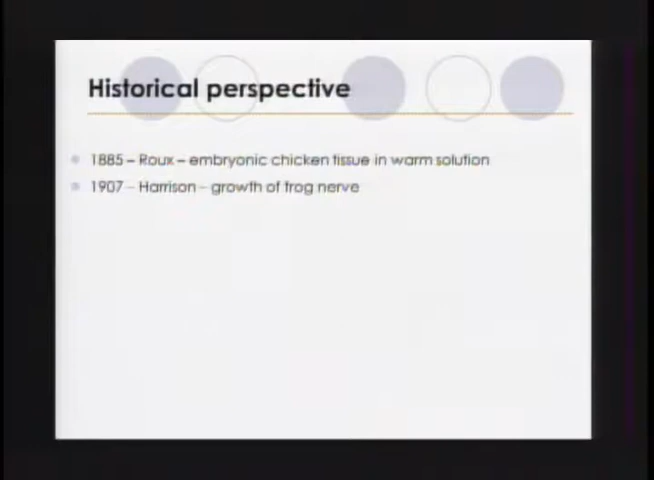 Historical perspective
1885 – Roux – embryonic chicken tissue in warm solution
1907 – Harrison – growth of frog nerve